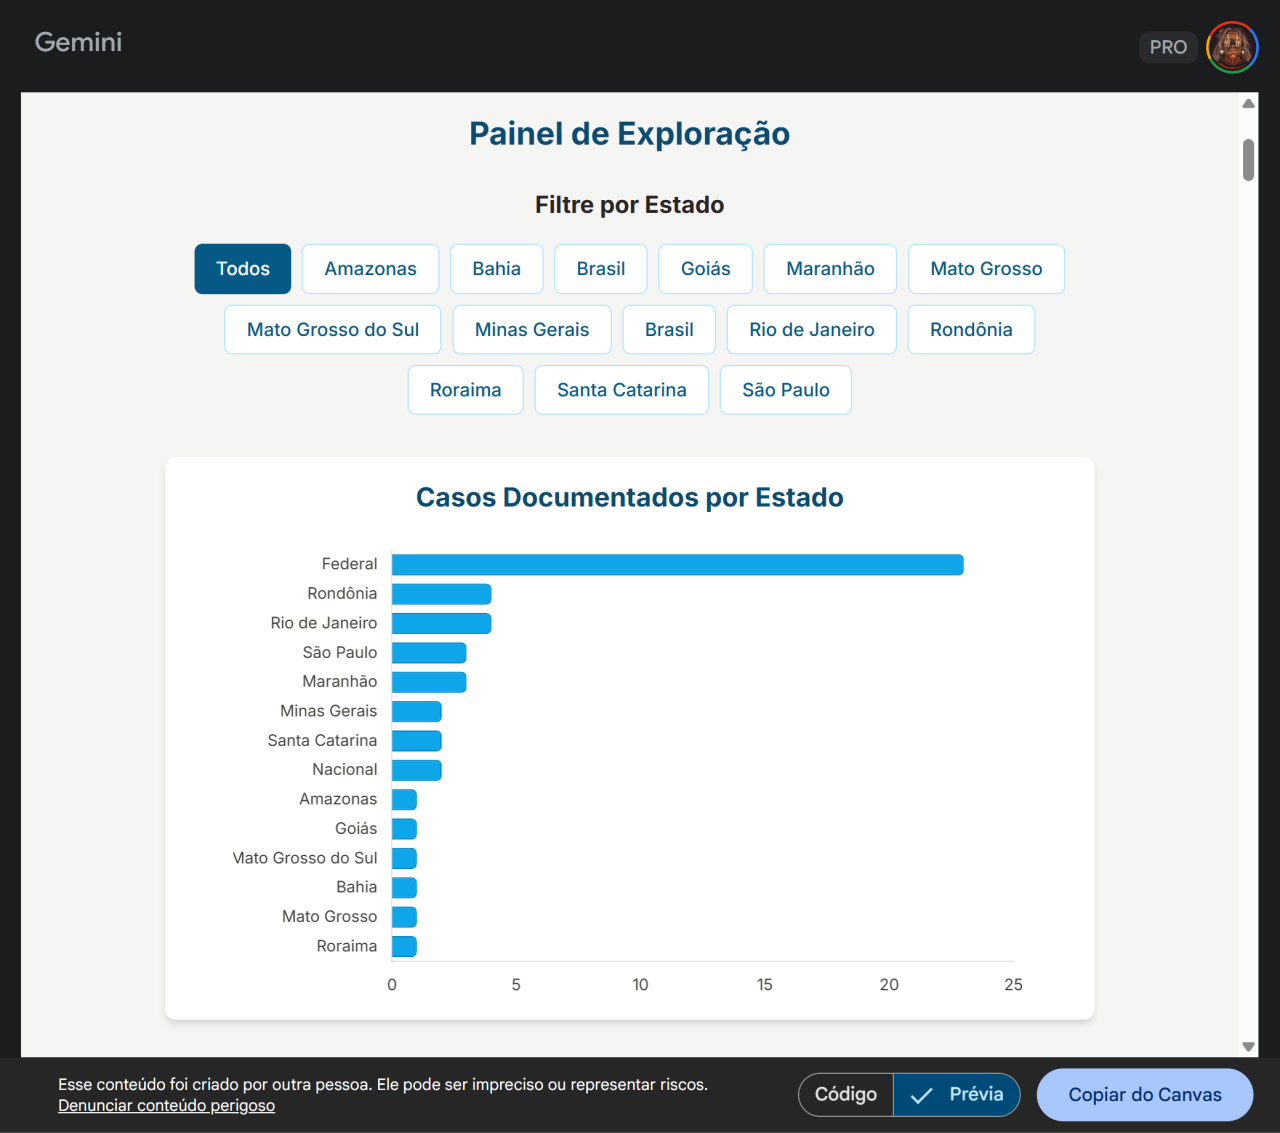 Gemini
PRO
Painel de Exploração
Filtre por Estado
Todos Amazonas Bahia Brasil Goiás Maranhão Mato Grosso
Mato Grosso do Sul Minas Gerais Brasil Rio de Janeiro Rondônia
Roraima Santa Catarina São Paulo
Casos Documentados por Estado
Federal
Rondônia
Rio de Janeiro
São Paulo
Maranhão
Minas Gerais
Santa Catarina
Nacional
Amazonas
Goiás
Mato Grosso do Sul
Bahia
Mato Grosso
Roraima
0 5 10 15 20 25
Esse conteúdo foi criado por outra pessoa. Ele pode ser impreciso ou representar riscos.
Denunciar conteúdo perigoso
Código Prévia Copiar do Canvas